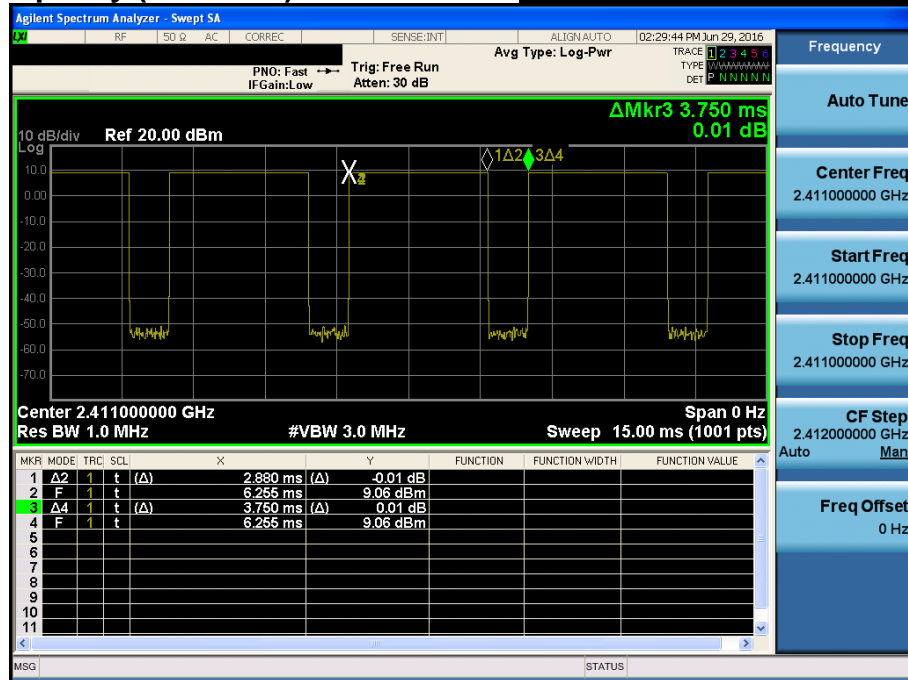 Agilent Spectrum Analyzer - Swept SA
LXI RF 50 Ω AC CORREC SENSE:INT ALIGN AUTO 02:29:44 PM Jun 29, 2016
Avg Type: Log-Pwr TRACE 1 2 3 4 5 6
PNO: Fast Trig: Free Run TYPE WWWWWW
IFGain:Low Atten: 30 dB DET P N N N N N
ΔMkr3 3.750 ms
0.01 dB
10 dB/div Ref 20.00 dBm
Log
1Δ2 3Δ4
10.0
0.00
-10.0
-20.0
-30.0
-40.0
-50.0
-60.0
-70.0
Center 2.411000000 GHz Span 0 Hz
Res BW 1.0 MHz #VBW 3.0 MHz Sweep 15.00 ms (1001 pts)
MKR MODE TRC SCL X Y FUNCTION FUNCTION WIDTH FUNCTION VALUE
1 Δ2 1 t (Δ) 2.880 ms (Δ) -0.01 dB
2 F 1 t 6.255 ms 9.06 dBm
3 Δ4 1 t (Δ) 3.750 ms (Δ) 0.01 dB
4 F 1 t 6.255 ms 9.06 dBm
5
6
7
8
9
10
11
MSG STATUS
Frequency
Auto Tune
Center Freq
2.411000000 GHz
Start Freq
2.411000000 GHz
Stop Freq
2.411000000 GHz
CF Step
2.412000000 GHz
Auto Man
Freq Offset
0 Hz